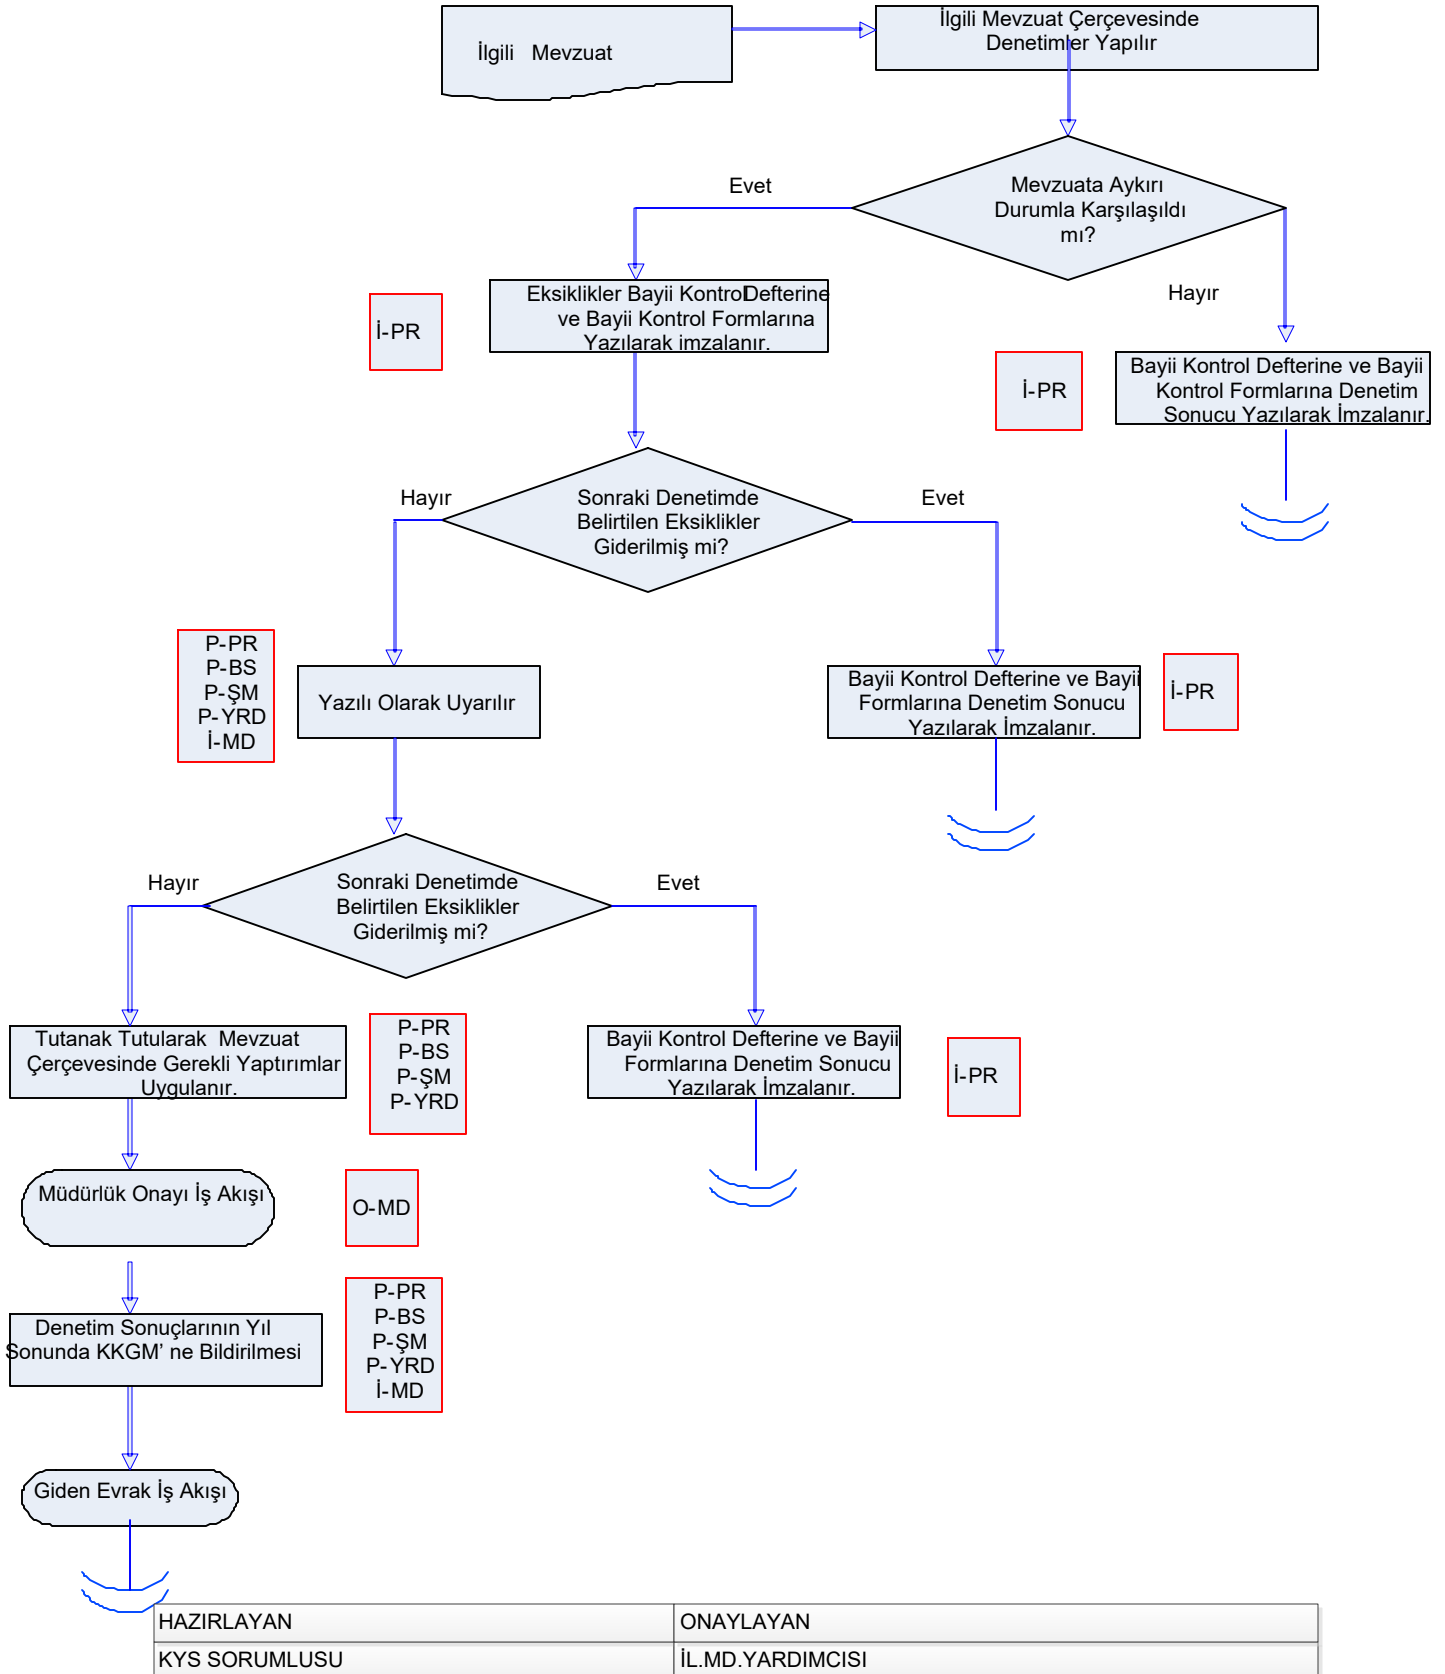 İlgili Mevzuat
İlgili Mevzuat Çerçevesinde
Denetimler Yapılır
Mevzuata Aykırı
Durumla Karşılaşıldı
mı?
Evet
Hayır
İ-PR
Eksiklikler Bayii Kontrol Defterine
ve Bayii Kontrol Formlarına
Yazılarak imzalanır.
İ-PR
Bayii Kontrol Defterine ve Bayii
Kontrol Formlarına Denetim
Sonucu Yazılarak İmzalanır.
Hayır
Sonraki Denetimde
Belirtilen Eksiklikler
Giderilmiş mi?
Evet
P-PR
P-BS
P-ŞM
P-YRD
İ-MD
Yazılı Olarak Uyarılır
Bayii Kontrol Defterine ve Bayii
Formlarına Denetim Sonucu
Yazılarak İmzalanır.
İ-PR
Hayır
Sonraki Denetimde
Belirtilen Eksiklikler
Giderilmiş mi?
Evet
Tutanak Tutularak Mevzuat
Çerçevesinde Gerekli Yaptırımlar
Uygulanır.
P-PR
P-BS
P-ŞM
P-YRD
Bayii Kontrol Defterine ve Bayii
Formlarına Denetim Sonucu
Yazılarak İmzalanır.
İ-PR
Müdürlük Onayı İş Akışı
O-MD
Denetim Sonuçlarının Yıl
Sonunda KKGM’ ne Bildirilmesi
P-PR
P-BS
P-ŞM
P-YRD
İ-MD
Giden Evrak İş Akışı
HAZIRLAYAN
ONAYLAYAN
KYS SORUMLUSU
İL.MD.YARDIMCISI